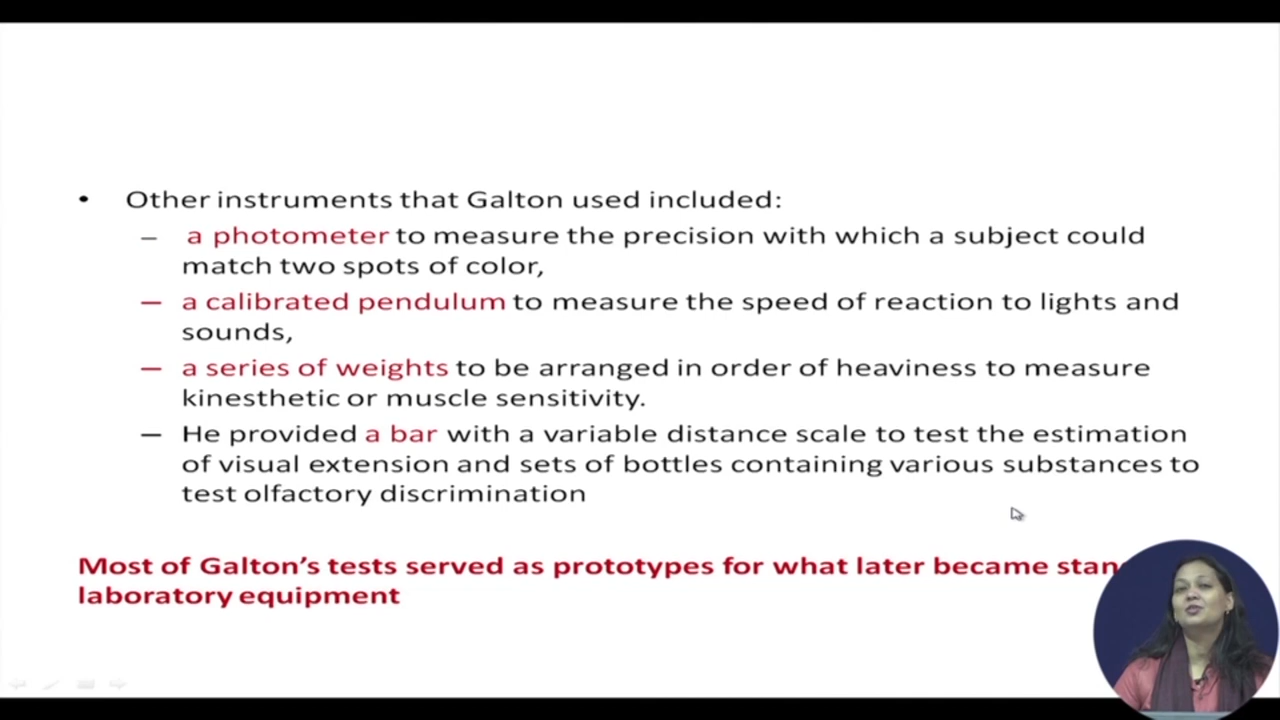 • Other instruments that Galton used included:
– a photometer to measure the precision with which a subject could
match two spots of color,
– a calibrated pendulum to measure the speed of reaction to lights and
sounds,
– a series of weights to be arranged in order of heaviness to measure
kinesthetic or muscle sensitivity.
– He provided a bar with a variable distance scale to test the estimation
of visual extension and sets of bottles containing various substances to
test olfactory discrimination
Most of Galton’s tests served as prototypes for what later became
laboratory equipment